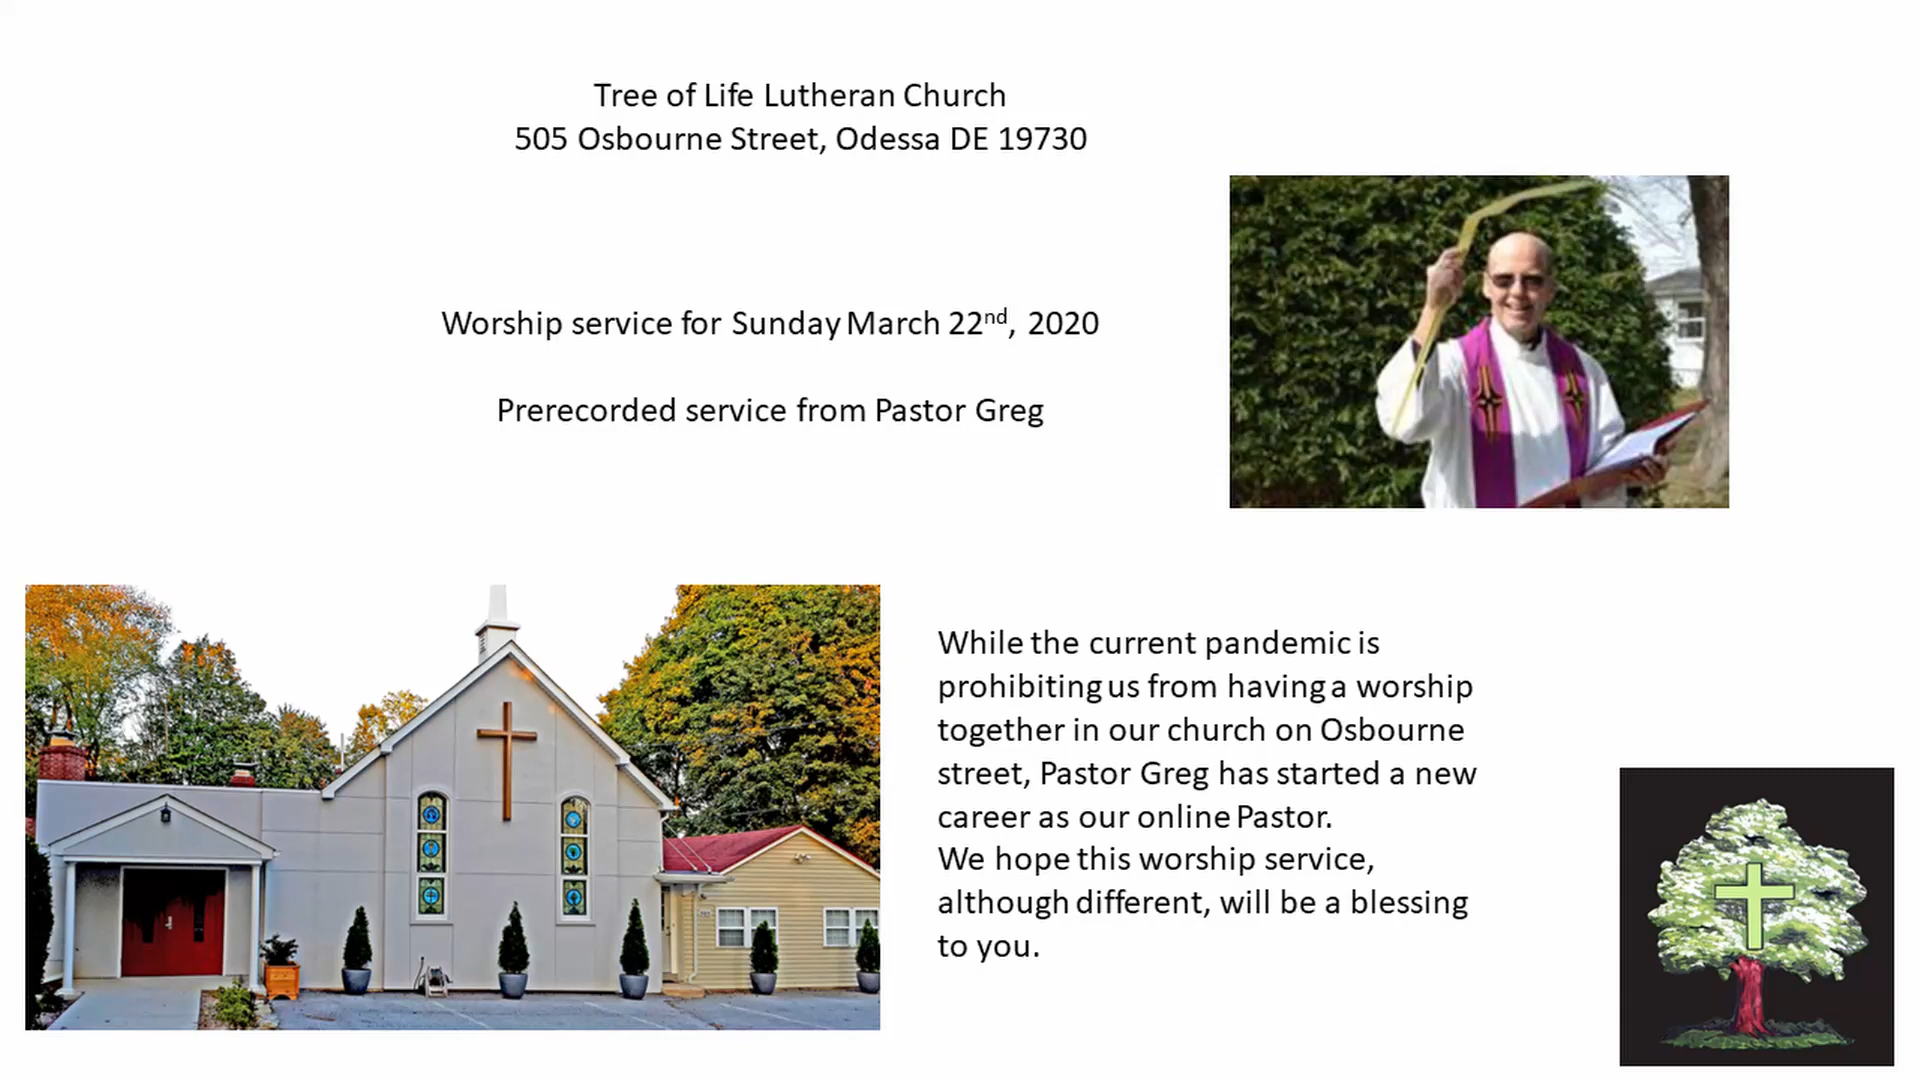 Tree of Life Lutheran Church
505 Osbourne Street, Odessa DE 19730
Worship service for Sunday March 22nd, 2020
Prerecorded service from Pastor Greg
While the current pandemic is
prohibiting us from having a worship
together in our church on Osbourne
street, Pastor Greg has started a new
career as our online Pastor.
We hope this worship service,
although different, will be a blessing
to you.